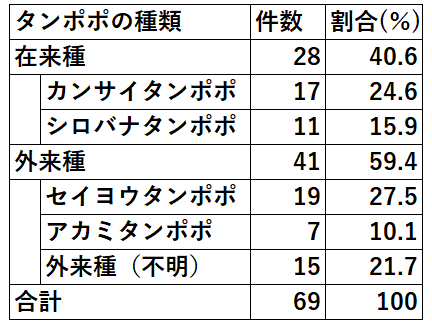 タンポポの種類 件数 割合(%)
在来種 28 40.6
カンサイタンポポ 17 24.6
シロバナタンポポ 11 15.9
外来種 41 59.4
セイヨウタンポポ 19 27.5
アカミタンポポ 7 10.1
外来種（不明） 15 21.7
合計 69 100